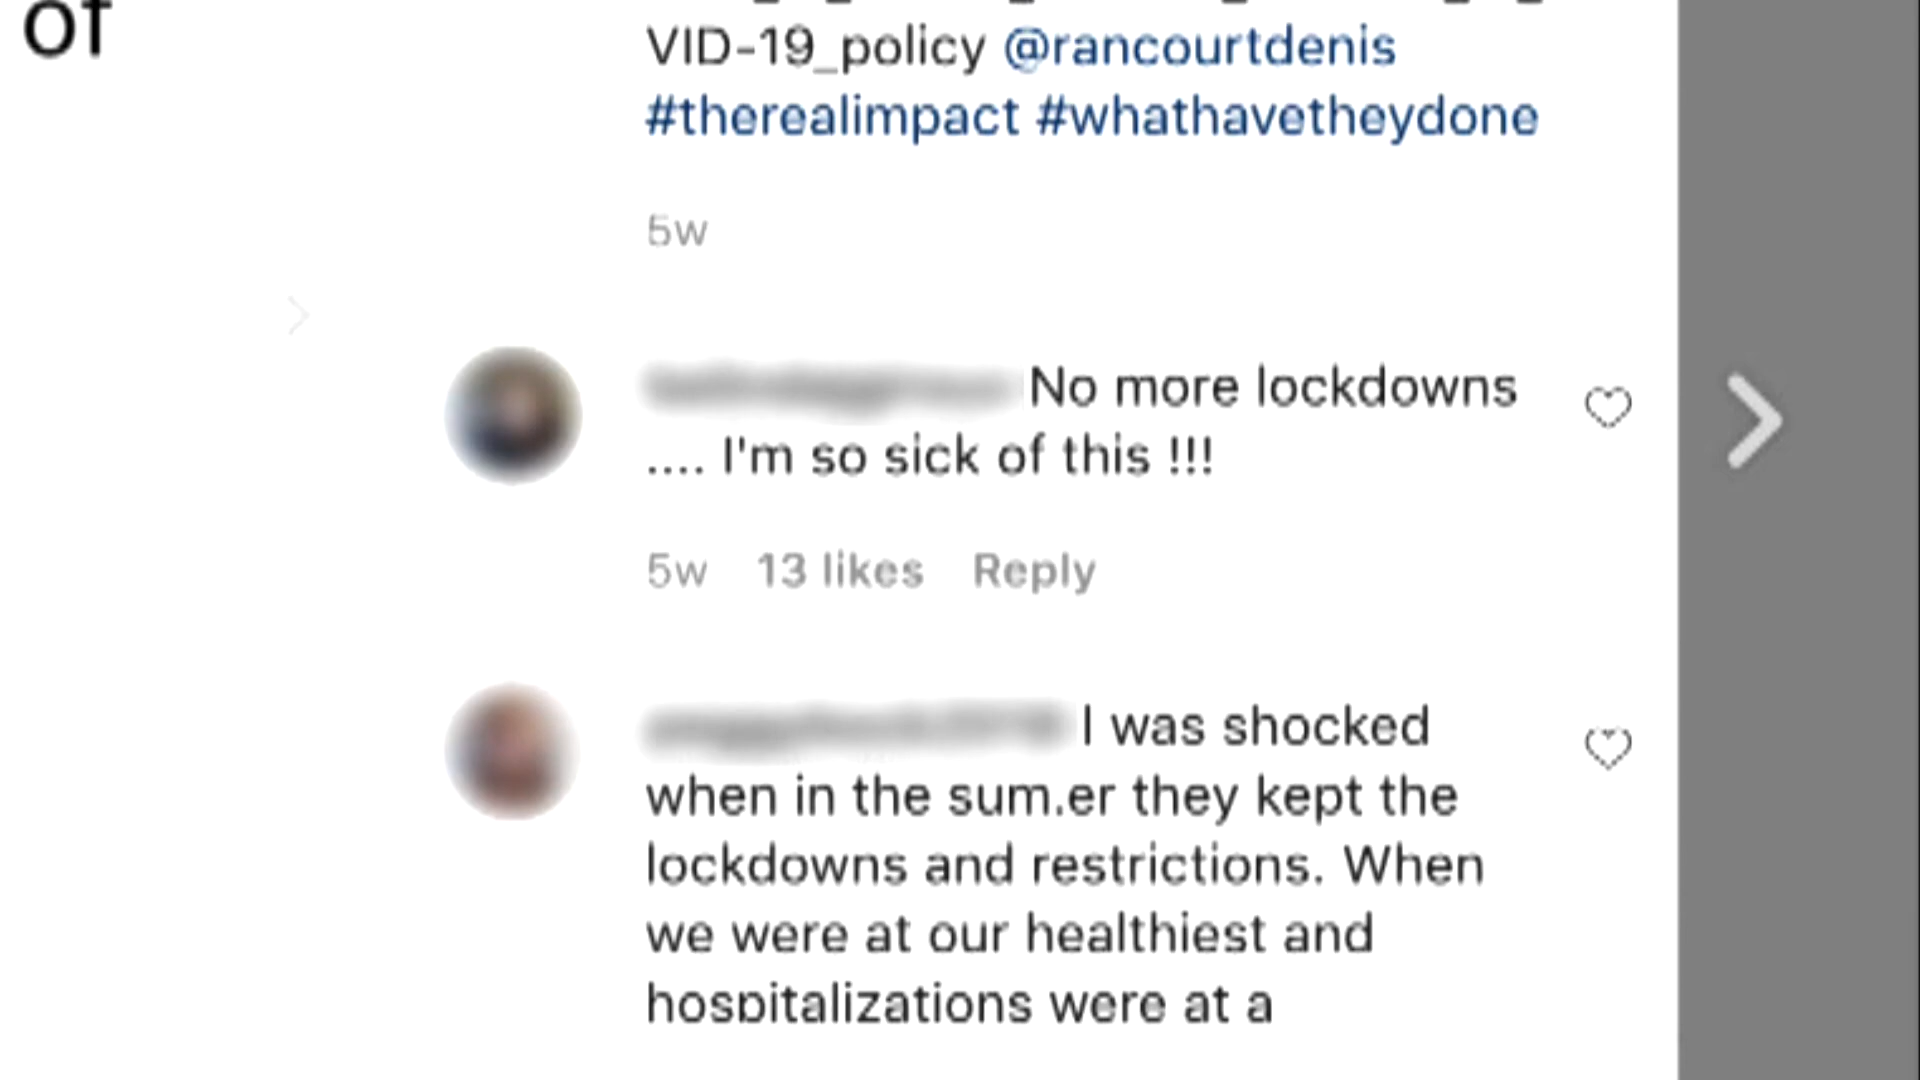 of
VID-19_policy @rancourtdenis
#therealimpact #whathavetheydone
5w
No more lockdowns
.... I'm so sick of this !!!
5w 13 likes Reply
I was shocked
when in the sum.er they kept the
lockdowns and restrictions. When
we were at our healthiest and
hospitalizations were at a